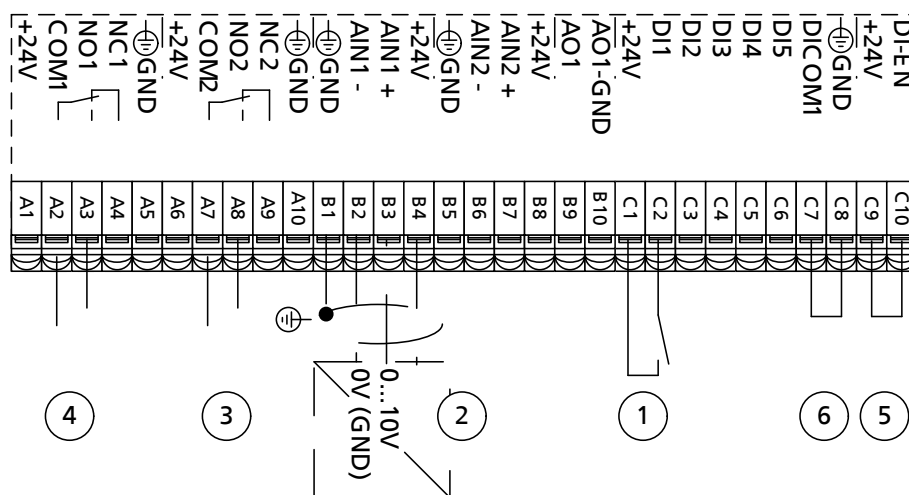 +24V
COM1
NO1
NC1
GND
+24V
COM2
NO2
NC2
GND
GND
AIN1 -
AIN1 +
+24V
GND
AIN2 -
AIN2 +
+24V
AO1
AO1-GND
+24V
DI1
DI2
DI3
DI4
DI5
DICOM1
GND
+24V
DI-EN
A1
A2
A3
A4
A5
A6
A7
A8
A9
A10
B1
B2
B3
B4
B5
B6
B7
B8
B9
B10
C1
C2
C3
C4
C5
C6
C7
C8
C9
C10
0...10V
0V (GND)
4
3
2
1
6
5